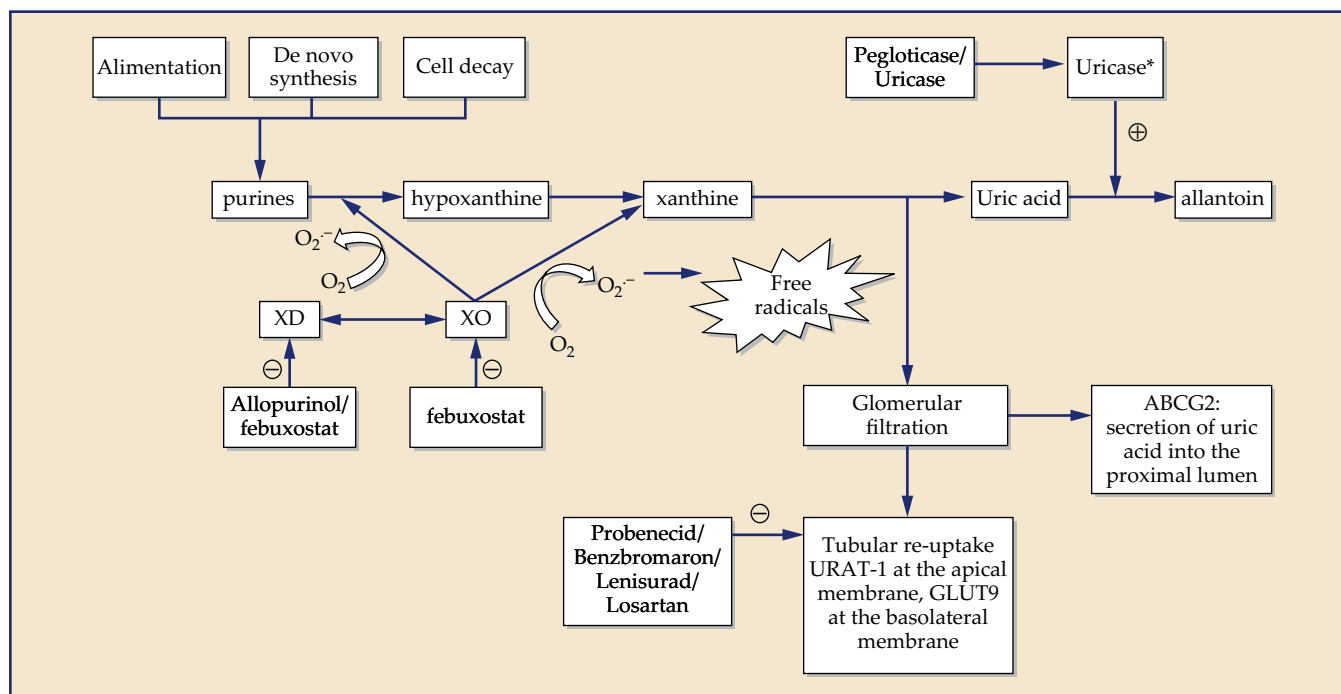 Alimentation
De novo
synthesis
Cell decay
Pegloticase/
Uricase
Uricase*
⊕
purines
hypoxanthine
xanthine
Uric acid
allantoin
O₂·⁻
O₂
O₂·⁻
O₂
Free
radicals
XD
XO
⊖
⊖
Allopurinol/
febuxostat
febuxostat
Glomerular
filtration
ABCG2:
secretion of uric
acid into the
proximal lumen
⊖
Probenecid/
Benzbromaron/
Lenisurad/
Losartan
Tubular re-uptake
URAT-1 at the apical
membrane, GLUT9
at the basolateral
membrane